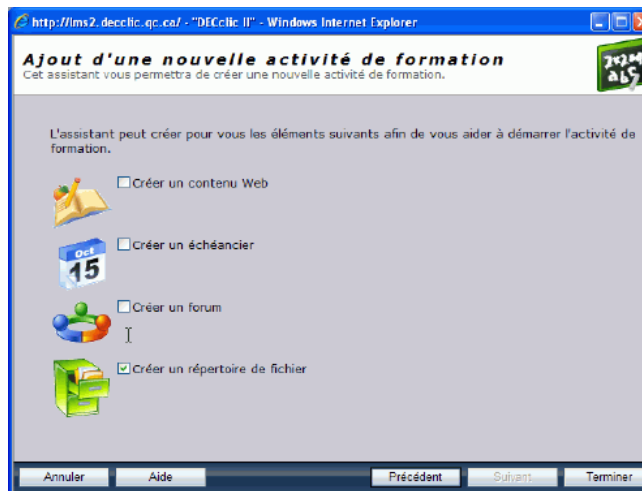 http://lms2.decclic.qc.ca/ - "DECclic II" - Windows Internet Explorer
Ajout d'une nouvelle activité de formation
Cet assistant vous permettra de créer une nouvelle activité de formation.
L'assistant peut créer pour vous les éléments suivants afin de vous aider à démarrer l'activité de
formation.
Créer un contenu Web
Oct
15
Créer un échéancier
Créer un forum
Créer un répertoire de fichier
Annuler Aide Précédent Suivant Terminer